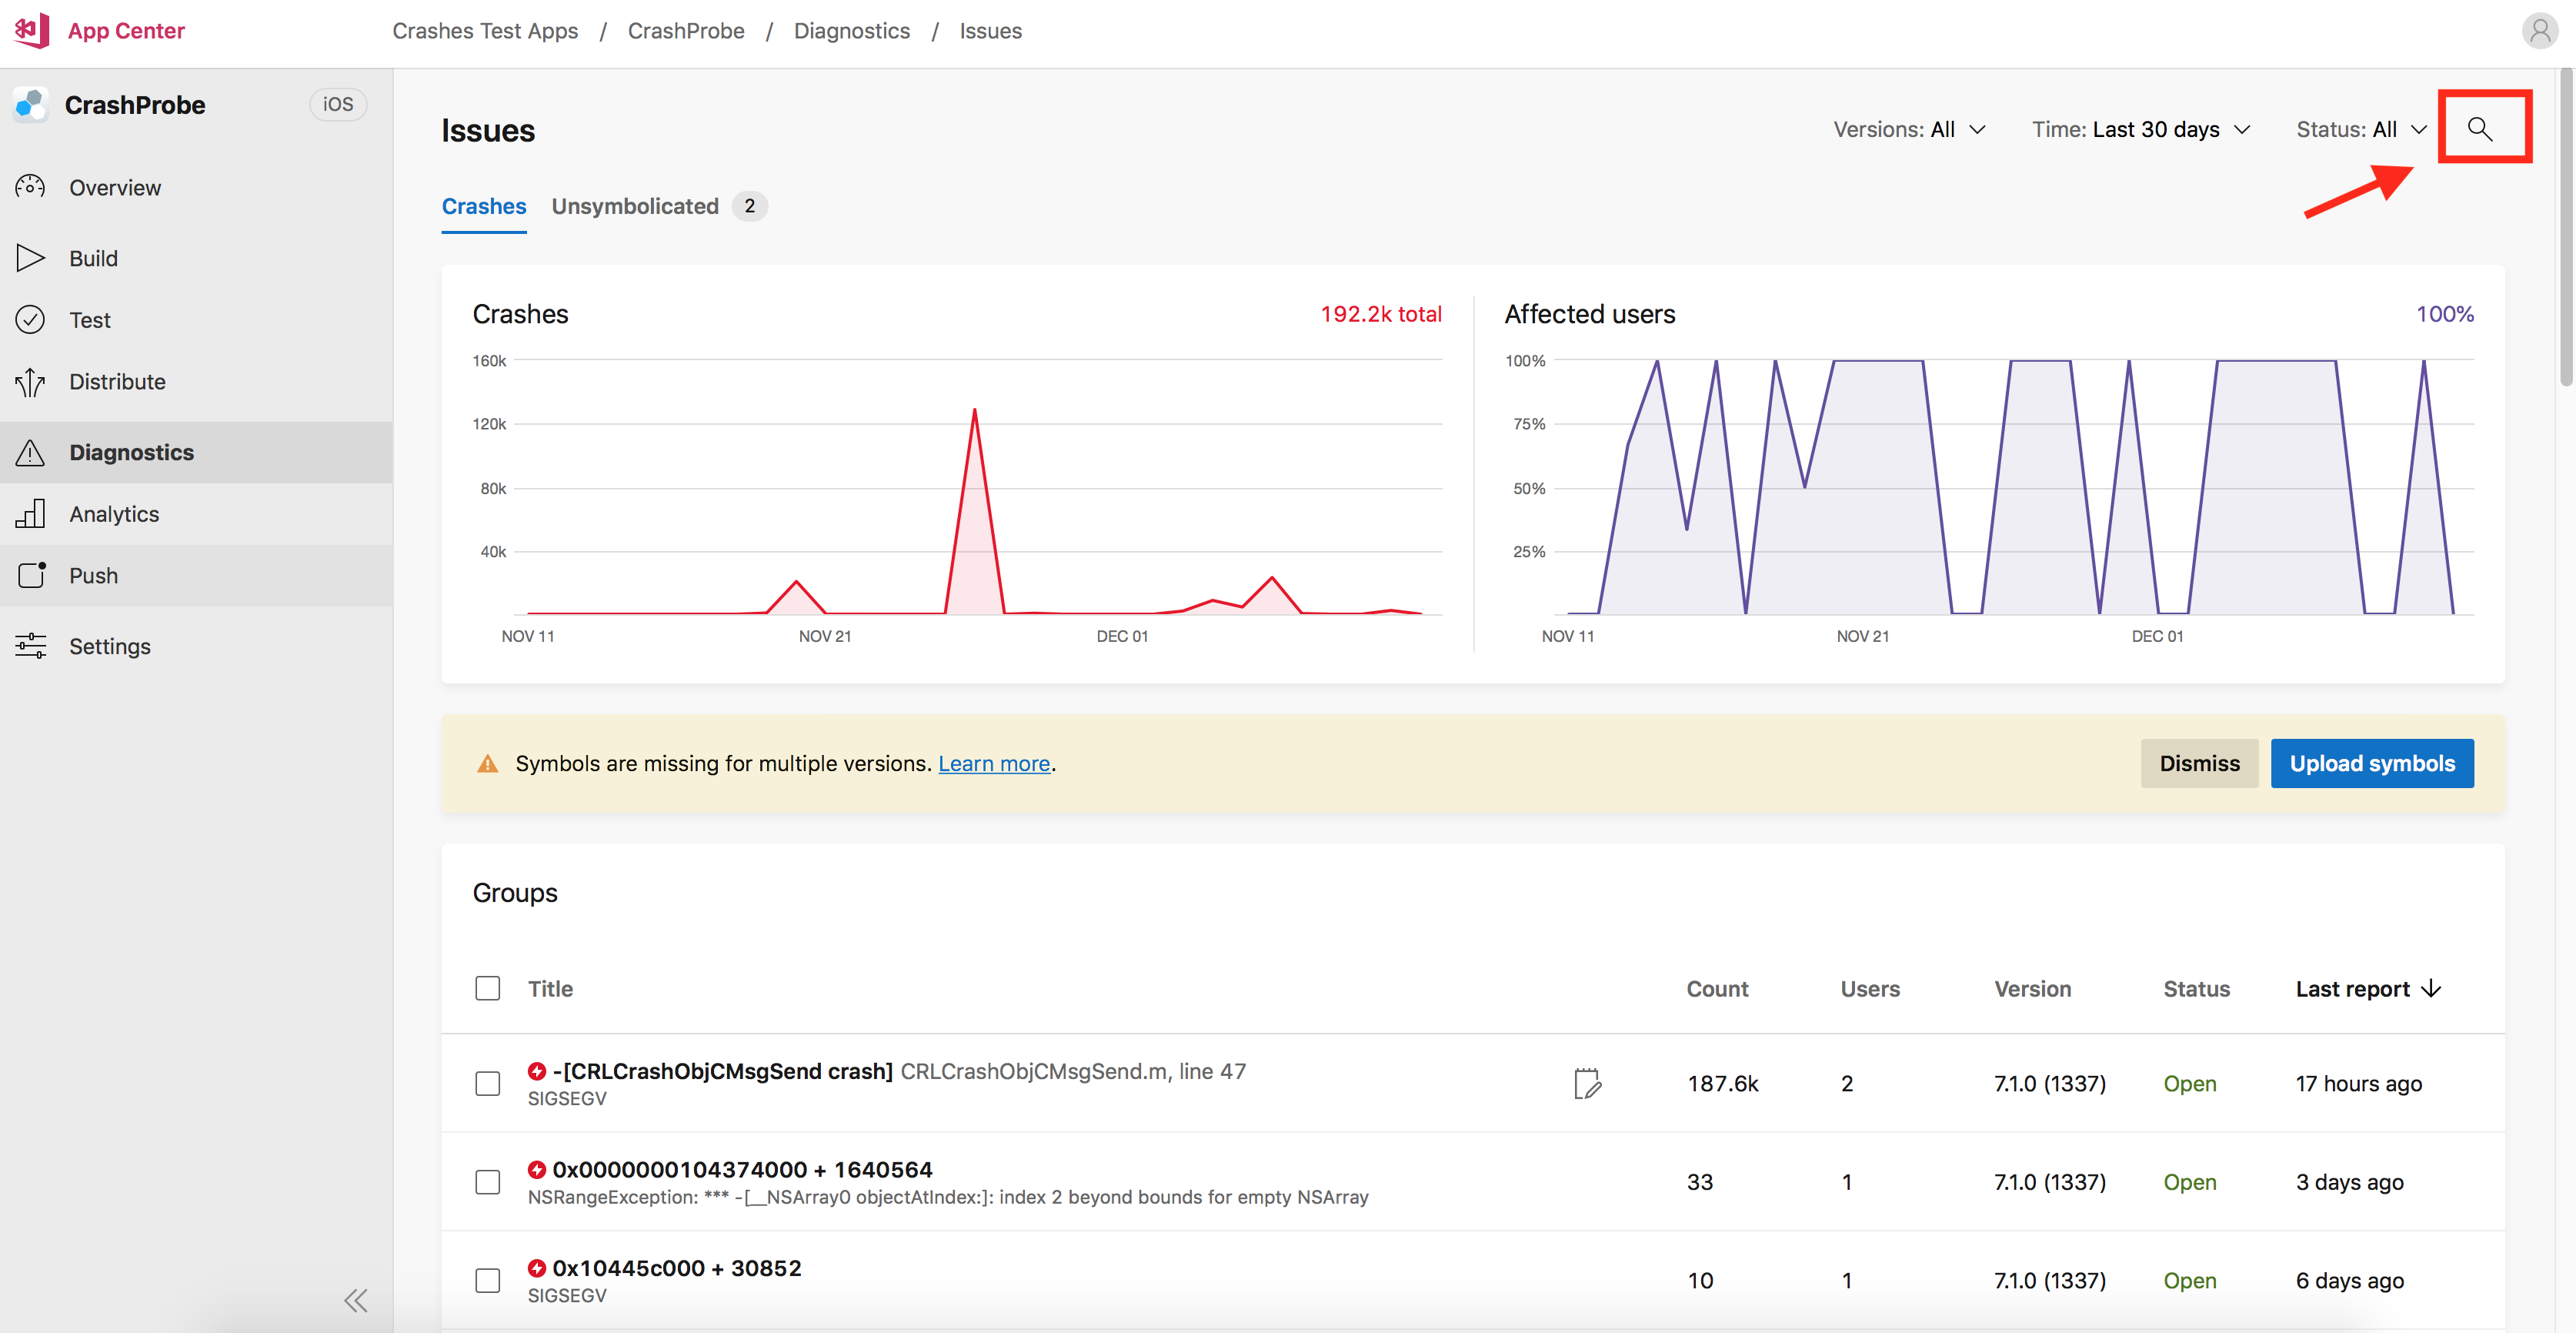 App Center
Crashes Test Apps / CrashProbe / Diagnostics / Issues
CrashProbe iOS
Overview
Build
Test
Distribute
Diagnostics
Analytics
Push
Settings
Issues
Versions: All Time: Last 30 days Status: All
Crashes Unsymbolicated 2
Crashes 192.2k total
160k
120k
80k
40k
NOV 11 NOV 21 DEC 01
Affected users 100%
100%
75%
50%
25%
NOV 11 NOV 21 DEC 01
Symbols are missing for multiple versions. Learn more.
Dismiss Upload symbols
Groups
Title Count Users Version Status Last report
-[CRLCrashObjCMsgSend crash] CRLCrashObjCMsgSend.m, line 47
SIGSEGV
187.6k 2 7.1.0 (1337) Open 17 hours ago
0x0000000104374000 + 1640564
NSRangeException: *** -[__NSArray0 objectAtIndex:]: index 2 beyond bounds for empty NSArray
33 1 7.1.0 (1337) Open 3 days ago
0x10445c000 + 30852
SIGSEGV
10 1 7.1.0 (1337) Open 6 days ago